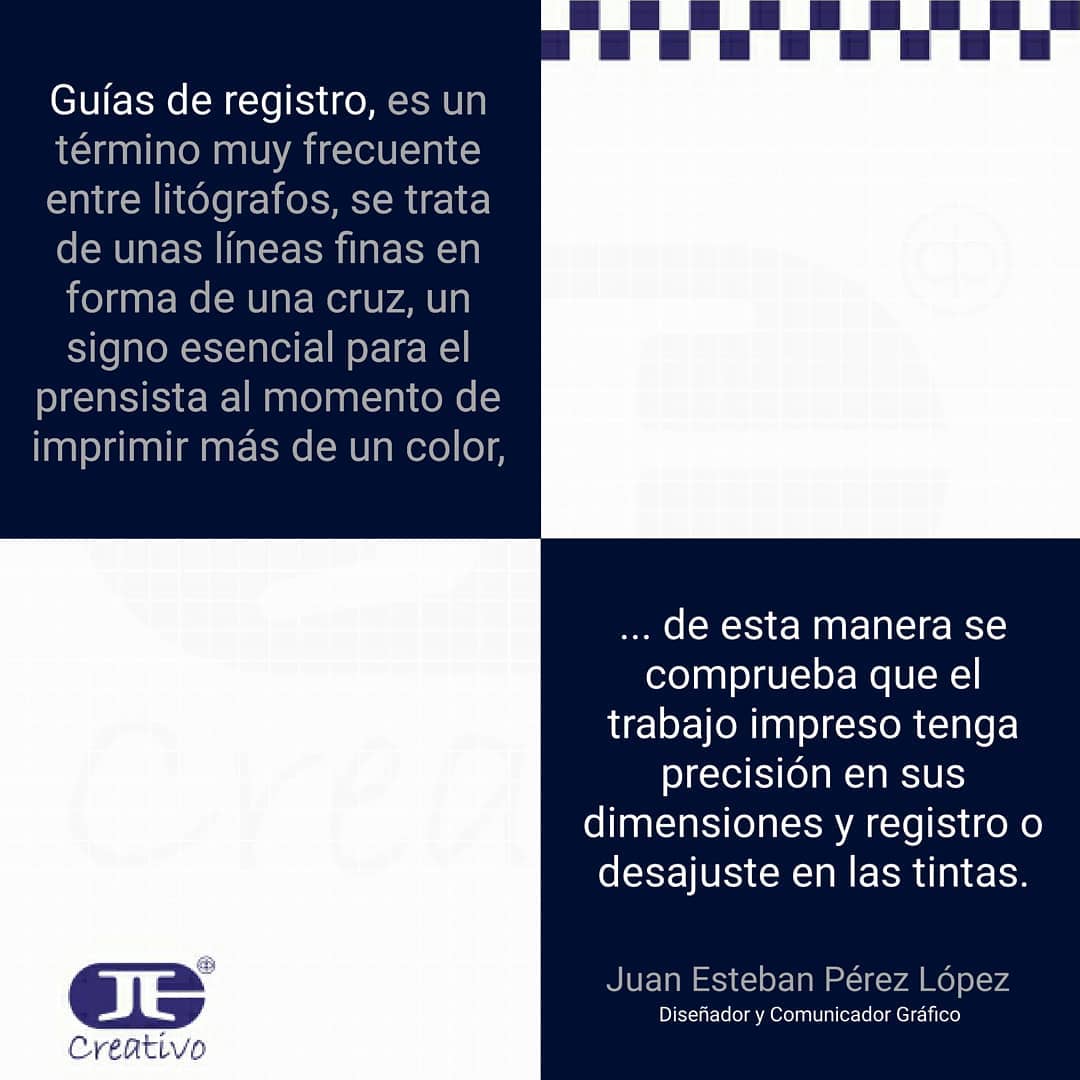 Guías de registro, es un
término muy frecuente
entre litógrafos, se trata
de unas líneas finas en
forma de una cruz, un
signo esencial para el
prensista al momento de
imprimir más de un color,
... de esta manera se
comprueba que el
trabajo impreso tenga
precisión en sus
dimensiones y registro o
desajuste en las tintas.
Juan Esteban Pérez López
Diseñador y Comunicador Gráfico
Crea
Creativo